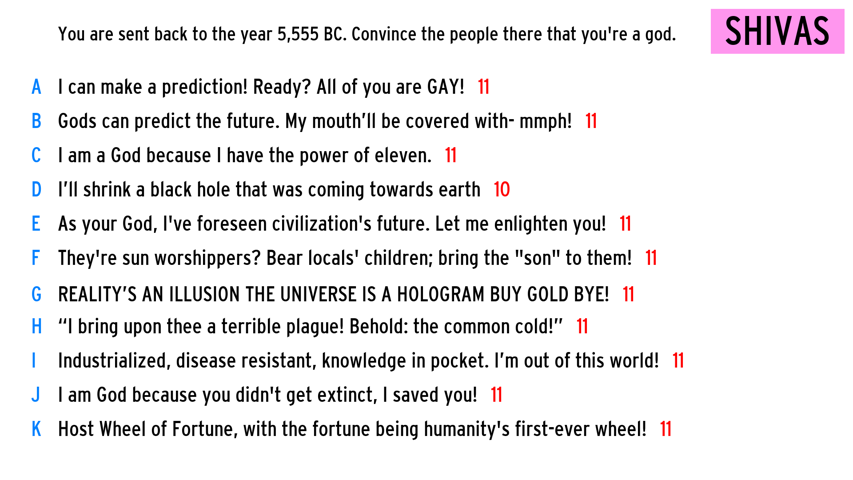 You are sent back to the year 5,555 BC. Convince the people there that you're a god.
SHIVAS
A I can make a prediction! Ready? All of you are GAY! 11
B Gods can predict the future. My mouth’ll be covered with- mmph! 11
C I am a God because I have the power of eleven. 11
D I’ll shrink a black hole that was coming towards earth 10
E As your God, I've foreseen civilization's future. Let me enlighten you! 11
F They're sun worshippers? Bear locals' children; bring the "son" to them! 11
G REALITY’S AN ILLUSION THE UNIVERSE IS A HOLOGRAM BUY GOLD BYE! 11
H “I bring upon thee a terrible plague! Behold: the common cold!” 11
I Industrialized, disease resistant, knowledge in pocket. I’m out of this world! 11
J I am God because you didn't get extinct, I saved you! 11
K Host Wheel of Fortune, with the fortune being humanity's first-ever wheel! 11